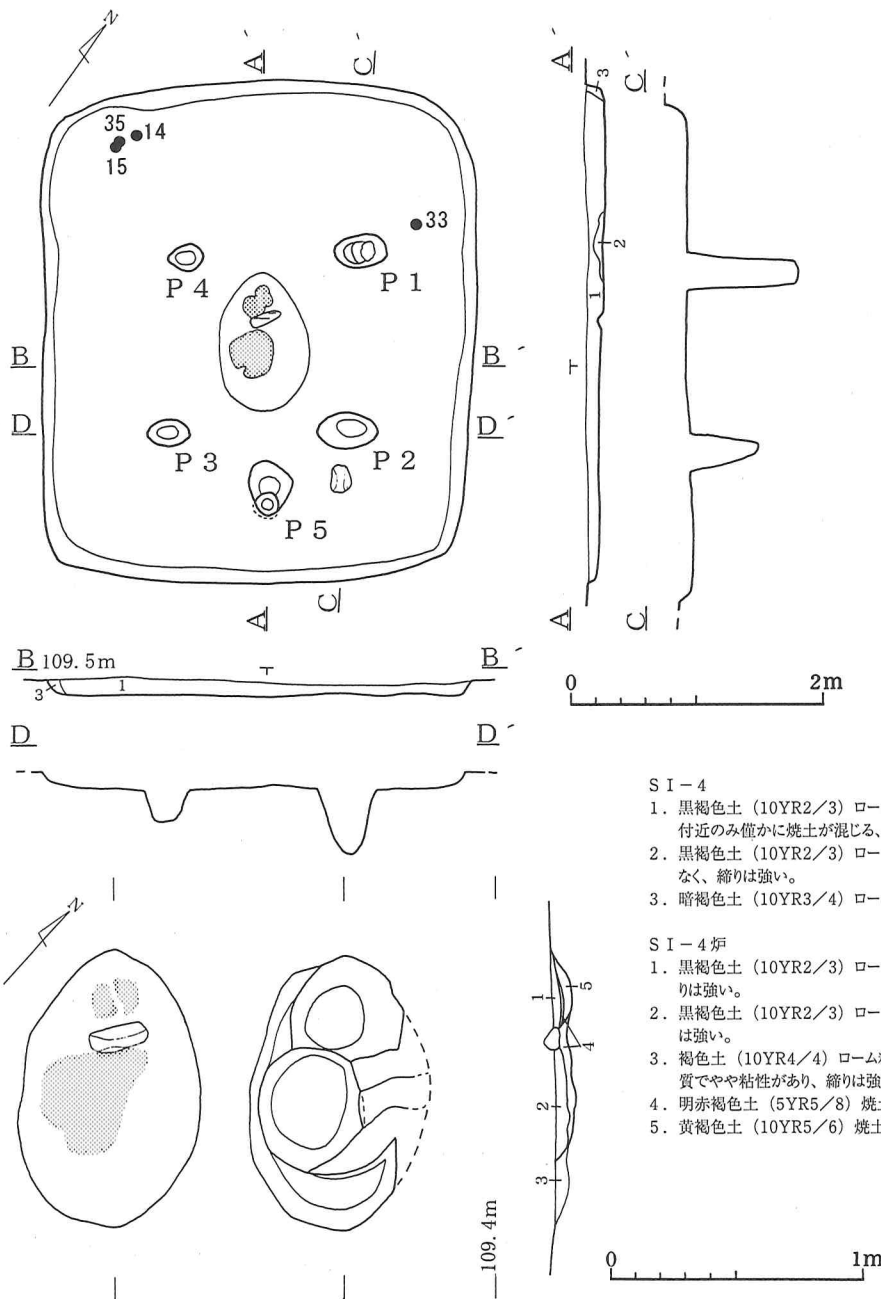 N
A´
C´
35
14
15
33
P 4
P 1
B
B´
D
D´
P 3
P 2
P 5
A
C
A´
C´
3
2
1
A
C
B 109.5m
B´
3
1
D
D´
0
2m
SI-4
1. 黒褐色土 (10YR2/3) ロー
付近のみ僅かに焼土が混じる、
2. 黒褐色土 (10YR2/3) ロー
なく、締りは強い。
3. 暗褐色土 (10YR3/4) ロー
SI-4炉
1. 黒褐色土 (10YR2/3) ロー
りは強い。
2. 黒褐色土 (10YR2/3) ロー
は強い。
3. 褐色土 (10YR4/4) ローム
質でやや粘性があり、締りは強
4. 明赤褐色土 (5YR5/8) 焼土
5. 黄褐色土 (10YR5/6) 焼土
N
1
5
4
2
3
109.4m
0
1m